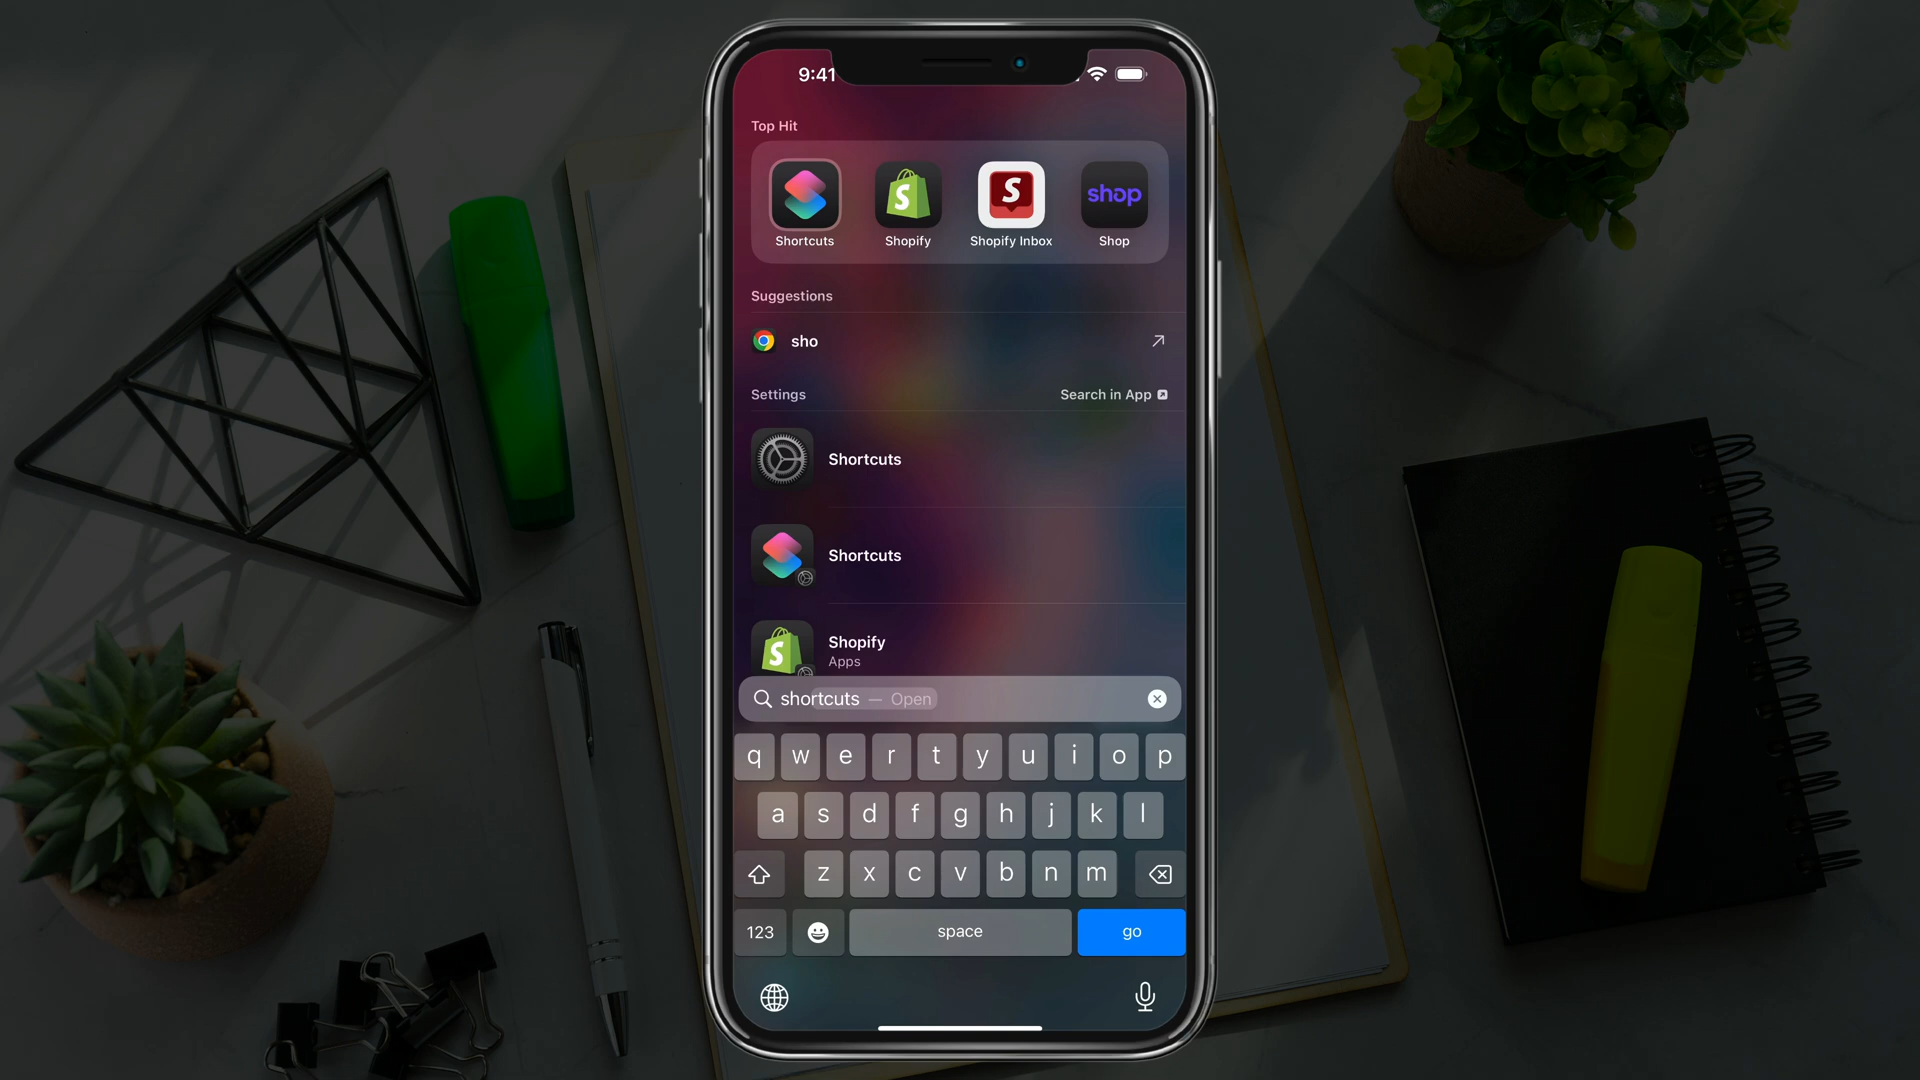 9:41
Top Hit
S
S
shop
Shortcuts
Shopify
Shopify Inbox
Shop
Suggestions
sho
Settings
Search in App
Shortcuts
Shortcuts
S
Shopify
Apps
shortcuts — Open
q w e r t y u i o p
a s d f g h j k l
z x c v b n m
123
space
go